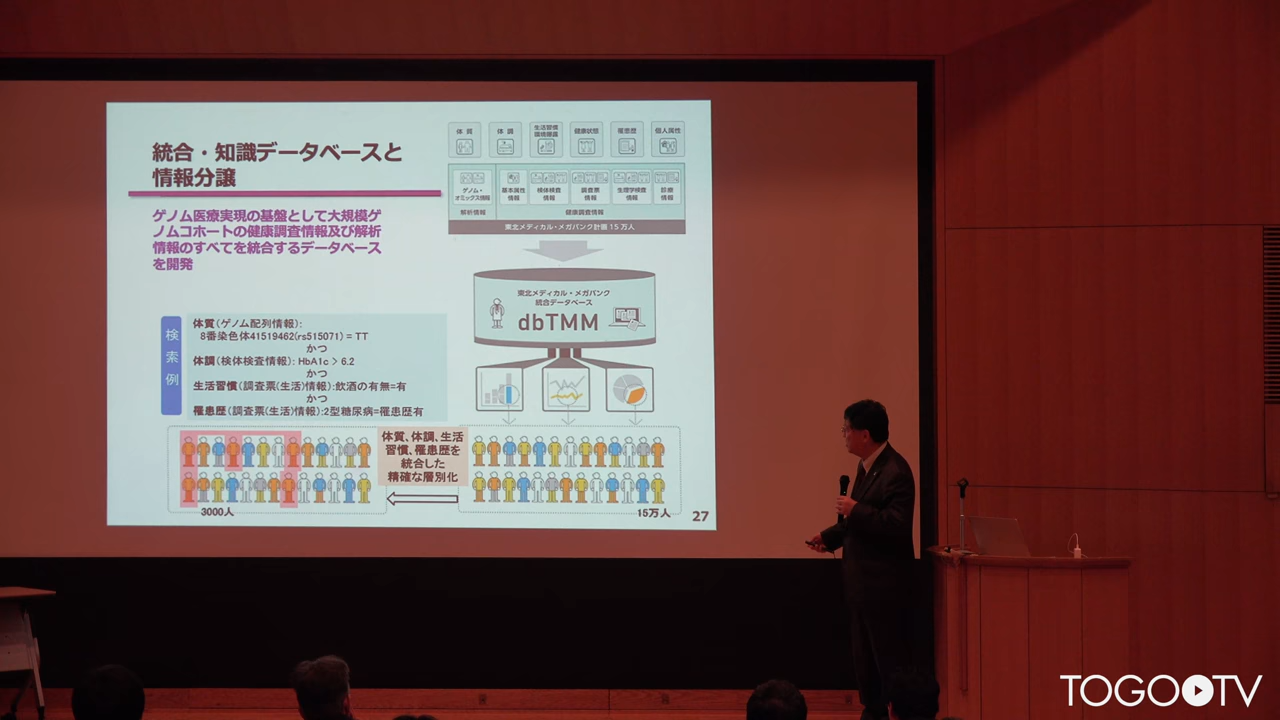 統合・知識データベースと
情報分譲
ゲノム医療実現の基盤として大規模ゲ
ノムコホートの健康調査情報及び解析
情報のすべてを統合するデータベース
を開発
検索例
体質(ゲノム配列情報):
8番染色体41519462(rs515071) = TT
かつ
体調(検体検査情報): HbA1c > 6.2
かつ
生活習慣(調査票(生活)情報):飲酒の有無=有
かつ
罹患歴(調査票(生活)情報):2型糖尿病=罹患歴有
体質
体調
生活習慣
環境曝露
健康状態
罹患歴
個人属性
ゲノム・
オミックス情報
基本属性
情報
検体検査
情報
調査票
情報
生理学検査
情報
診療
情報
解析情報
健康調査情報
東北メディカル・メガバンク計画 15万人
東北メディカル・メガバンク
統合データベース
dbTMM
体質、体調、生活
習慣、罹患歴を
統合した
精確な層別化
3000人
15万人
27
TOGO TV